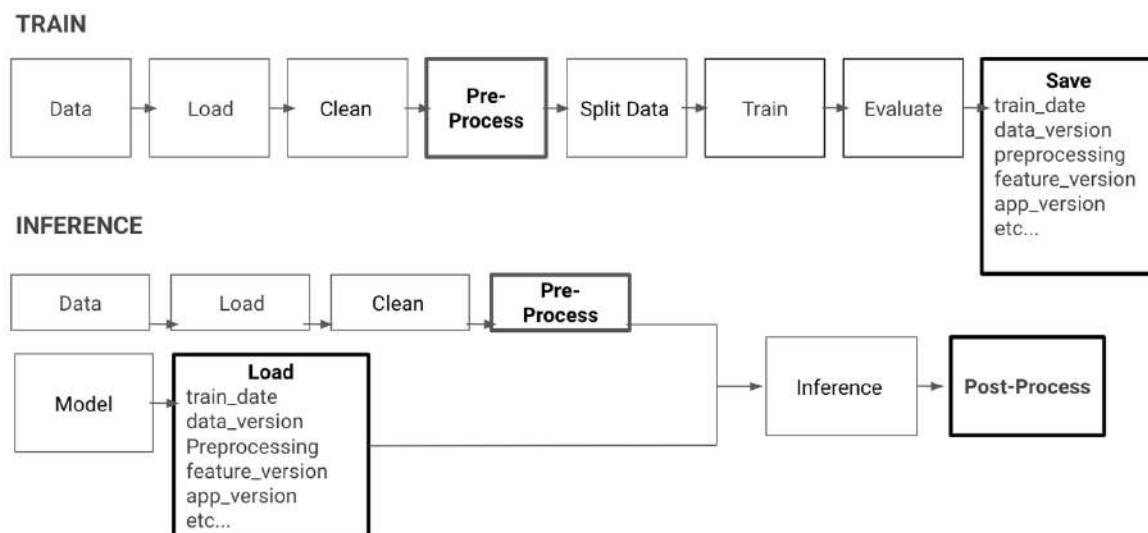 TRAIN
Data
Load
Clean
Pre-
Process
Split Data
Train
Evaluate
Save
train_date
data_version
preprocessing
feature_version
app_version
etc...
INFERENCE
Data
Load
Clean
Pre-
Process
Model
Load
train_date
data_version
Preprocessing
feature_version
app_version
etc...
Inference
Post-Process